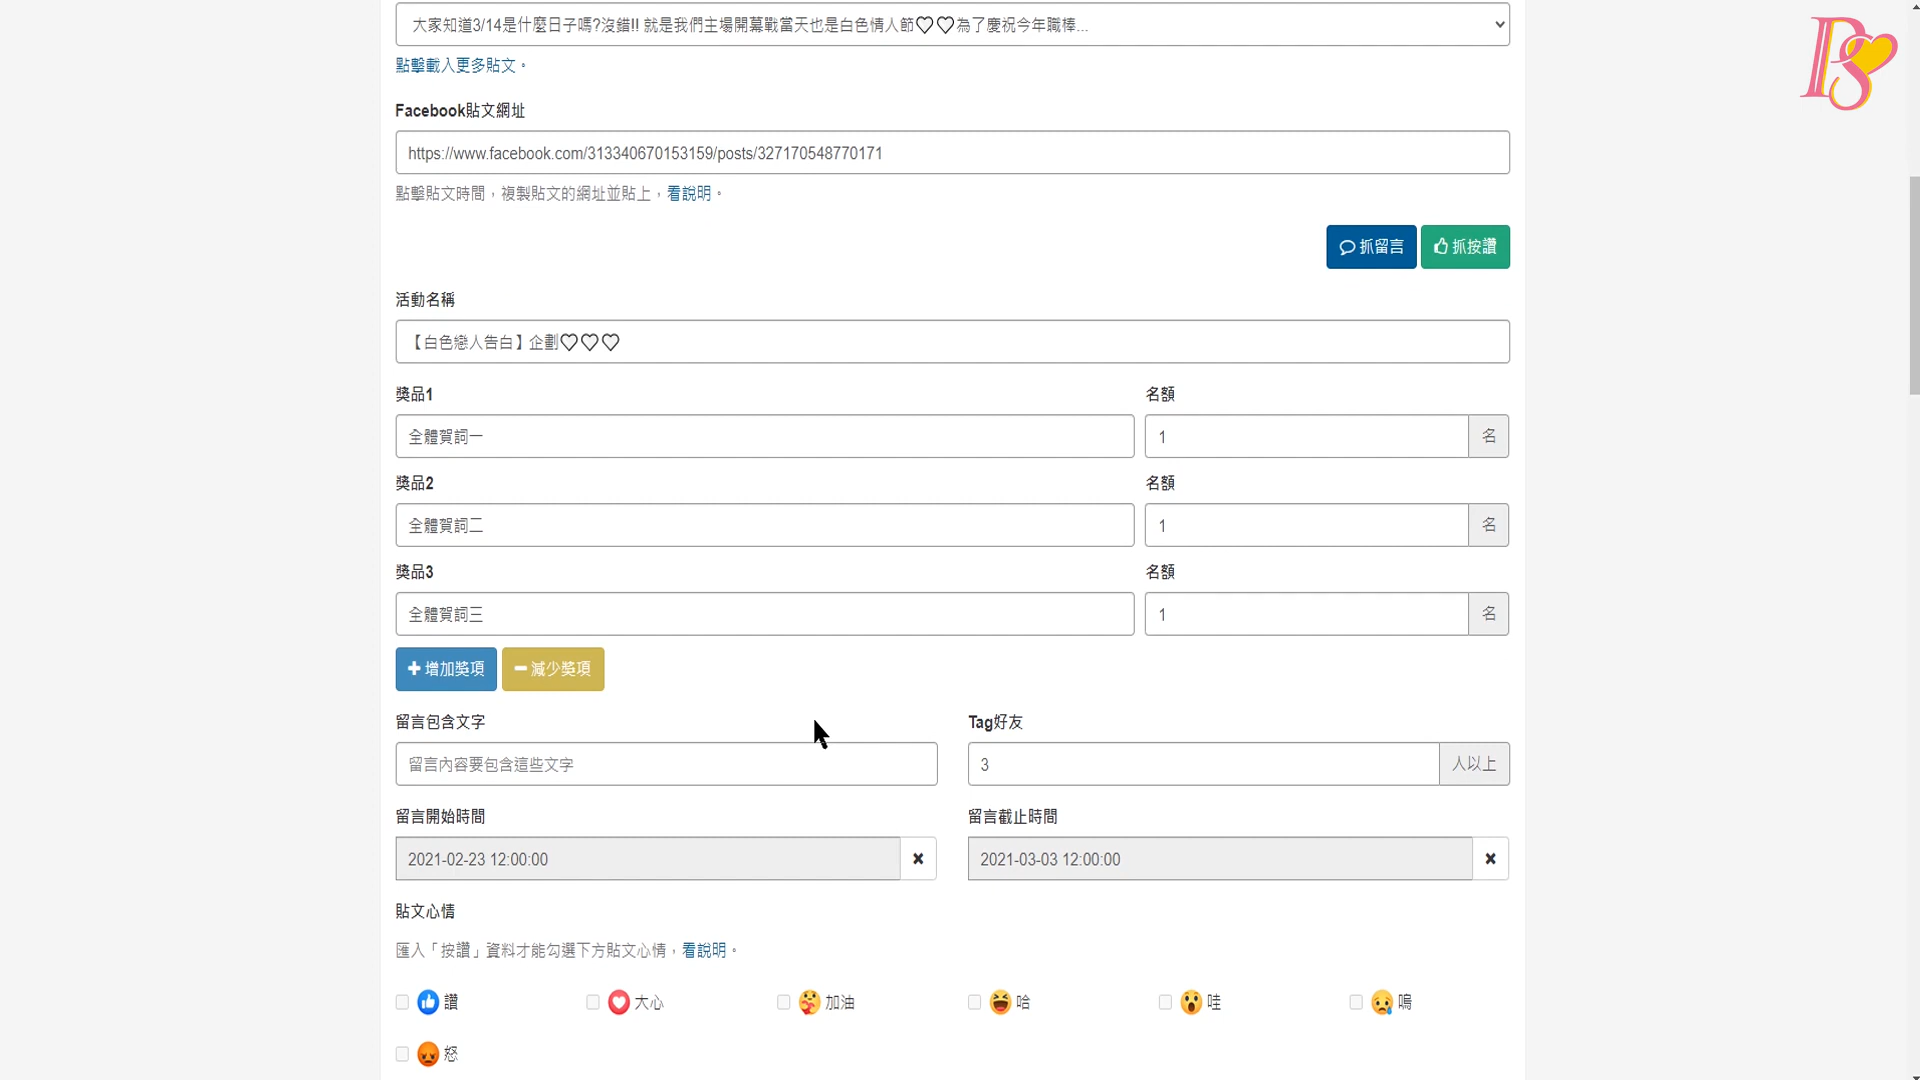 大家知道3/14是什麼日子嗎?沒錯!! 就是我們主場開幕戰當天也是白色情人節♡♡為了慶祝今年職棒...
點擊載入更多貼文。
Facebook貼文網址
https://www.facebook.com/313340670153159/posts/327170548770171
點擊貼文時間，複製貼文的網址並貼上，看說明。
抓留言 抓按讚
活動名稱
【白色戀人告白】企劃♡♡♡
獎品1 名額
全體賀詞一 1 名
獎品2 名額
全體賀詞二 1 名
獎品3 名額
全體賀詞三 1 名
增加獎項 減少獎項
留言包含文字 Tag好友
留言內容要包含這些文字 3 人以上
留言開始時間 留言截止時間
2021-02-23 12:00:00 2021-03-03 12:00:00
貼文心情
匯入「按讚」資料才能勾選下方貼文心情，看說明。
讚 大心 加油 哈 哇 嗚
怒
PS